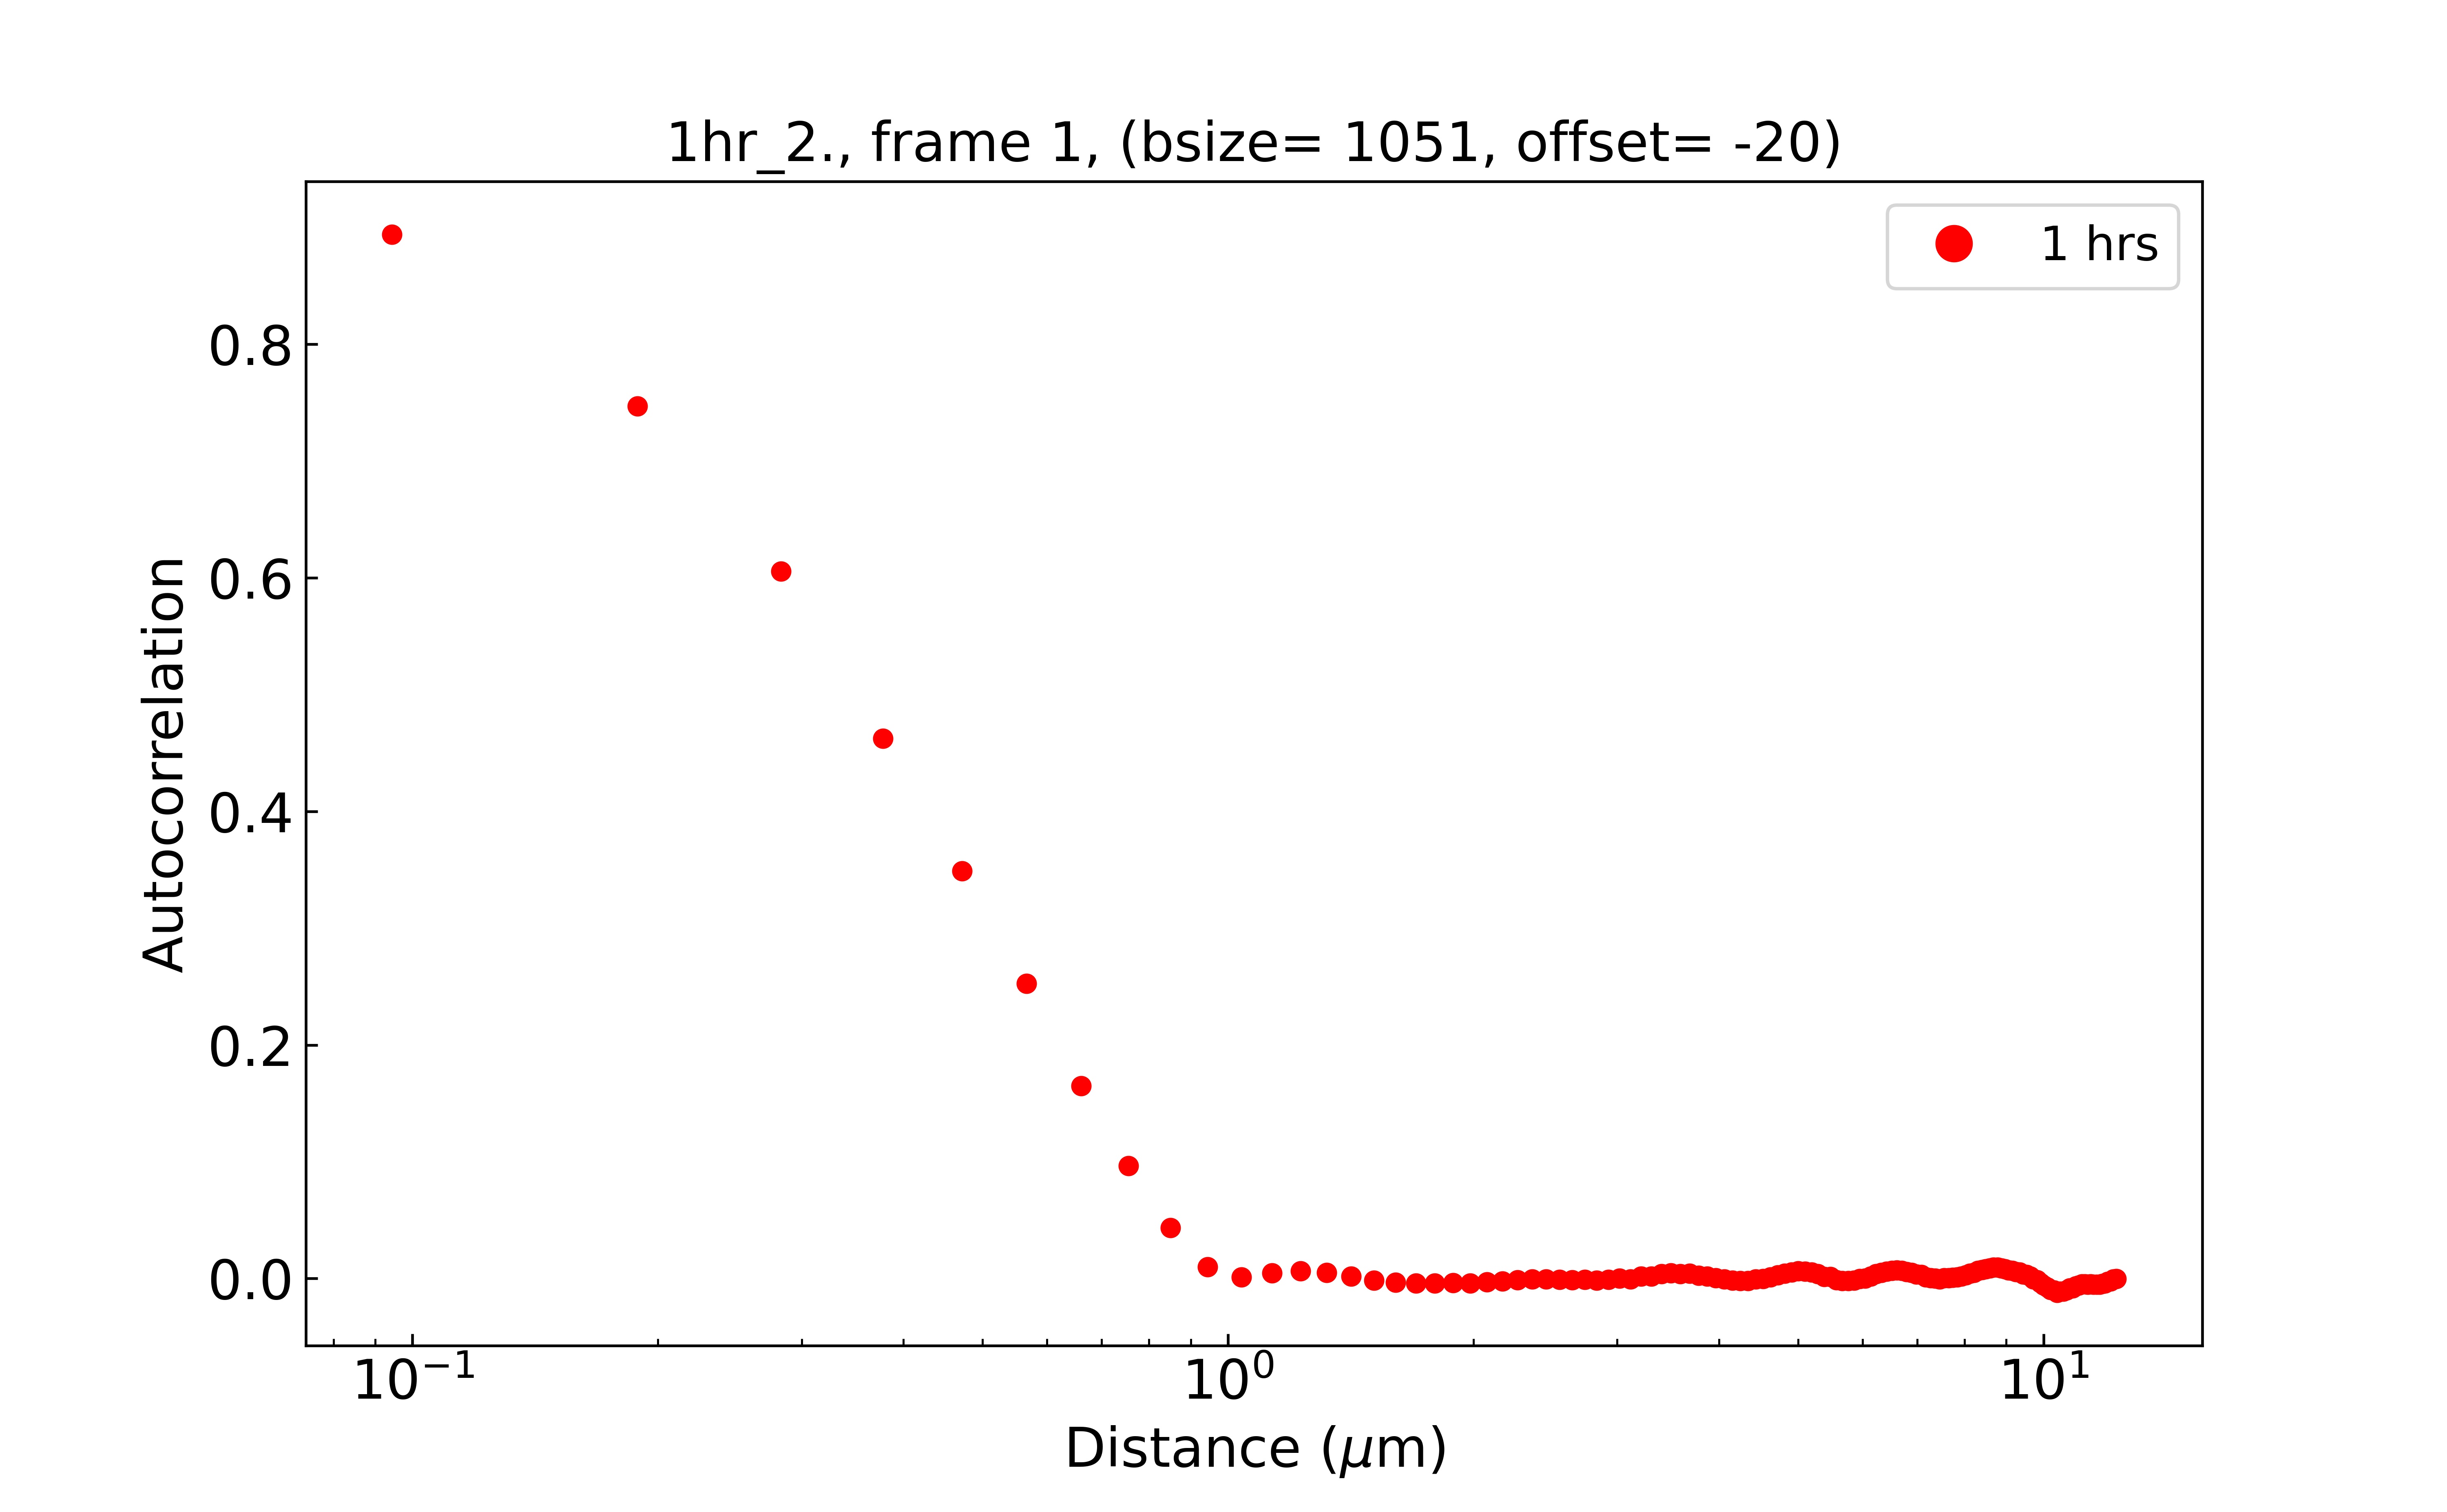 1hr_2., frame 1, (bsize= 1051, offset= -20)
1 hrs
Autocorrelation
0.8
0.6
0.4
0.2
0.0
10⁻¹
10⁰
10¹
Distance (μm)